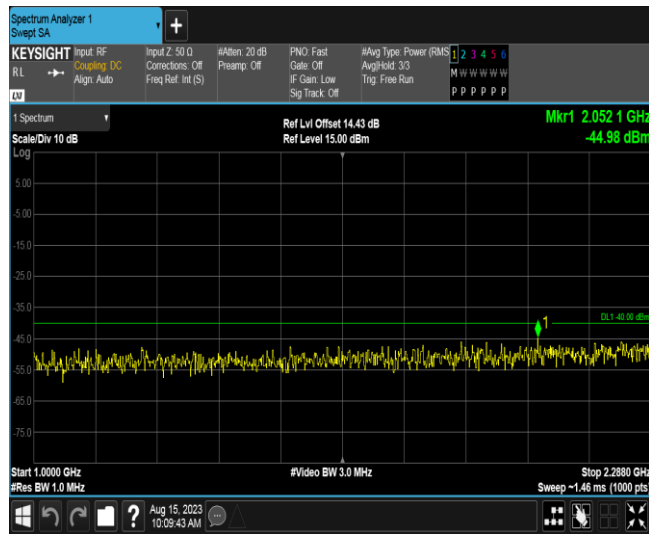 Spectrum Analyzer 1
Swept SA
KEYSIGHT
RL
LXI
Input: RF
Coupling: DC
Align: Auto
Input Z: 50 Ω
Corrections: Off
Freq Ref: Int (S)
#Atten: 20 dB
Preamp: Off
PNO: Fast
Gate: Off
IF Gain: Low
Sig Track: Off
#Avg Type: Power (RMS
Avg|Hold: 3/3
Trig: Free Run
1 2 3 4 5 6
M W W W W W
P P P P P P
1 Spectrum
Scale/Div 10 dB
Log
Ref Lvl Offset 14.43 dB
Ref Level 15.00 dBm
Mkr1 2.052 1 GHz
-44.98 dBm
5.00
-5.00
-15.0
-25.0
-35.0
DL1 -40.00 dBm
1
-45.0
-55.0
-65.0
-75.0
Start 1.0000 GHz
#Video BW 3.0 MHz
Stop 2.2880 GHz
#Res BW 1.0 MHz
Sweep ~1.46 ms (1000 pts
?
Aug 15, 2023
10:09:43 AM